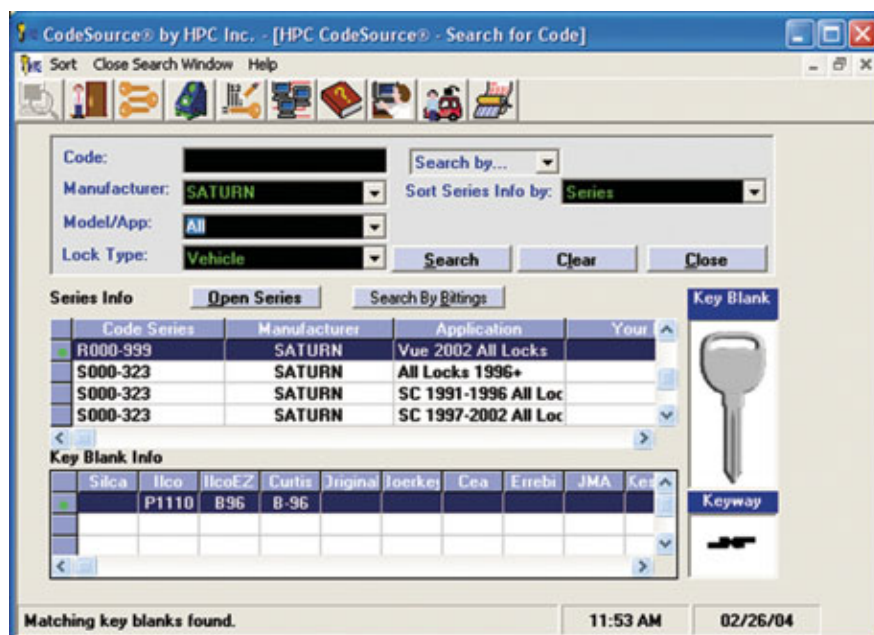 CodeSource® by HPC Inc. - [HPC CodeSource® - Search for Code]
Sort Close Search Window Help
Code: Search by...
Manufacturer: SATURN Sort Series Info by: Series
Model/App: All
Lock Type: Vehicle Search Clear Close
Series Info Open Series Search By Bittings Key Blank
Code Series Manufacturer Application Your
R000-999 SATURN Vue 2002 All Locks
S000-323 SATURN All Locks 1996+
S000-323 SATURN SC 1991-1996 All Loc
S000-323 SATURN SC 1997-2002 All Loc
Key Blank Info
Silca Ilco IlcoEZ Curtis Original Cea Errebi JMA
P1110 B96 B-96
Keyway
Matching key blanks found. 11:53 AM 02/26/04